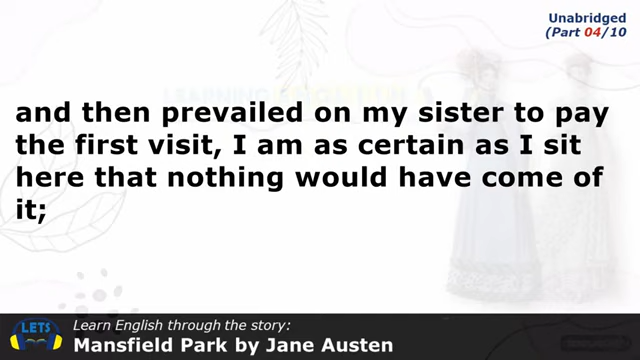 Unabridged
(Part 04/10
and then prevailed on my sister to pay
the first visit, I am as certain as I sit
here that nothing would have come of
it;
LETS
Learn English through the story:
Mansfield Park by Jane Austen